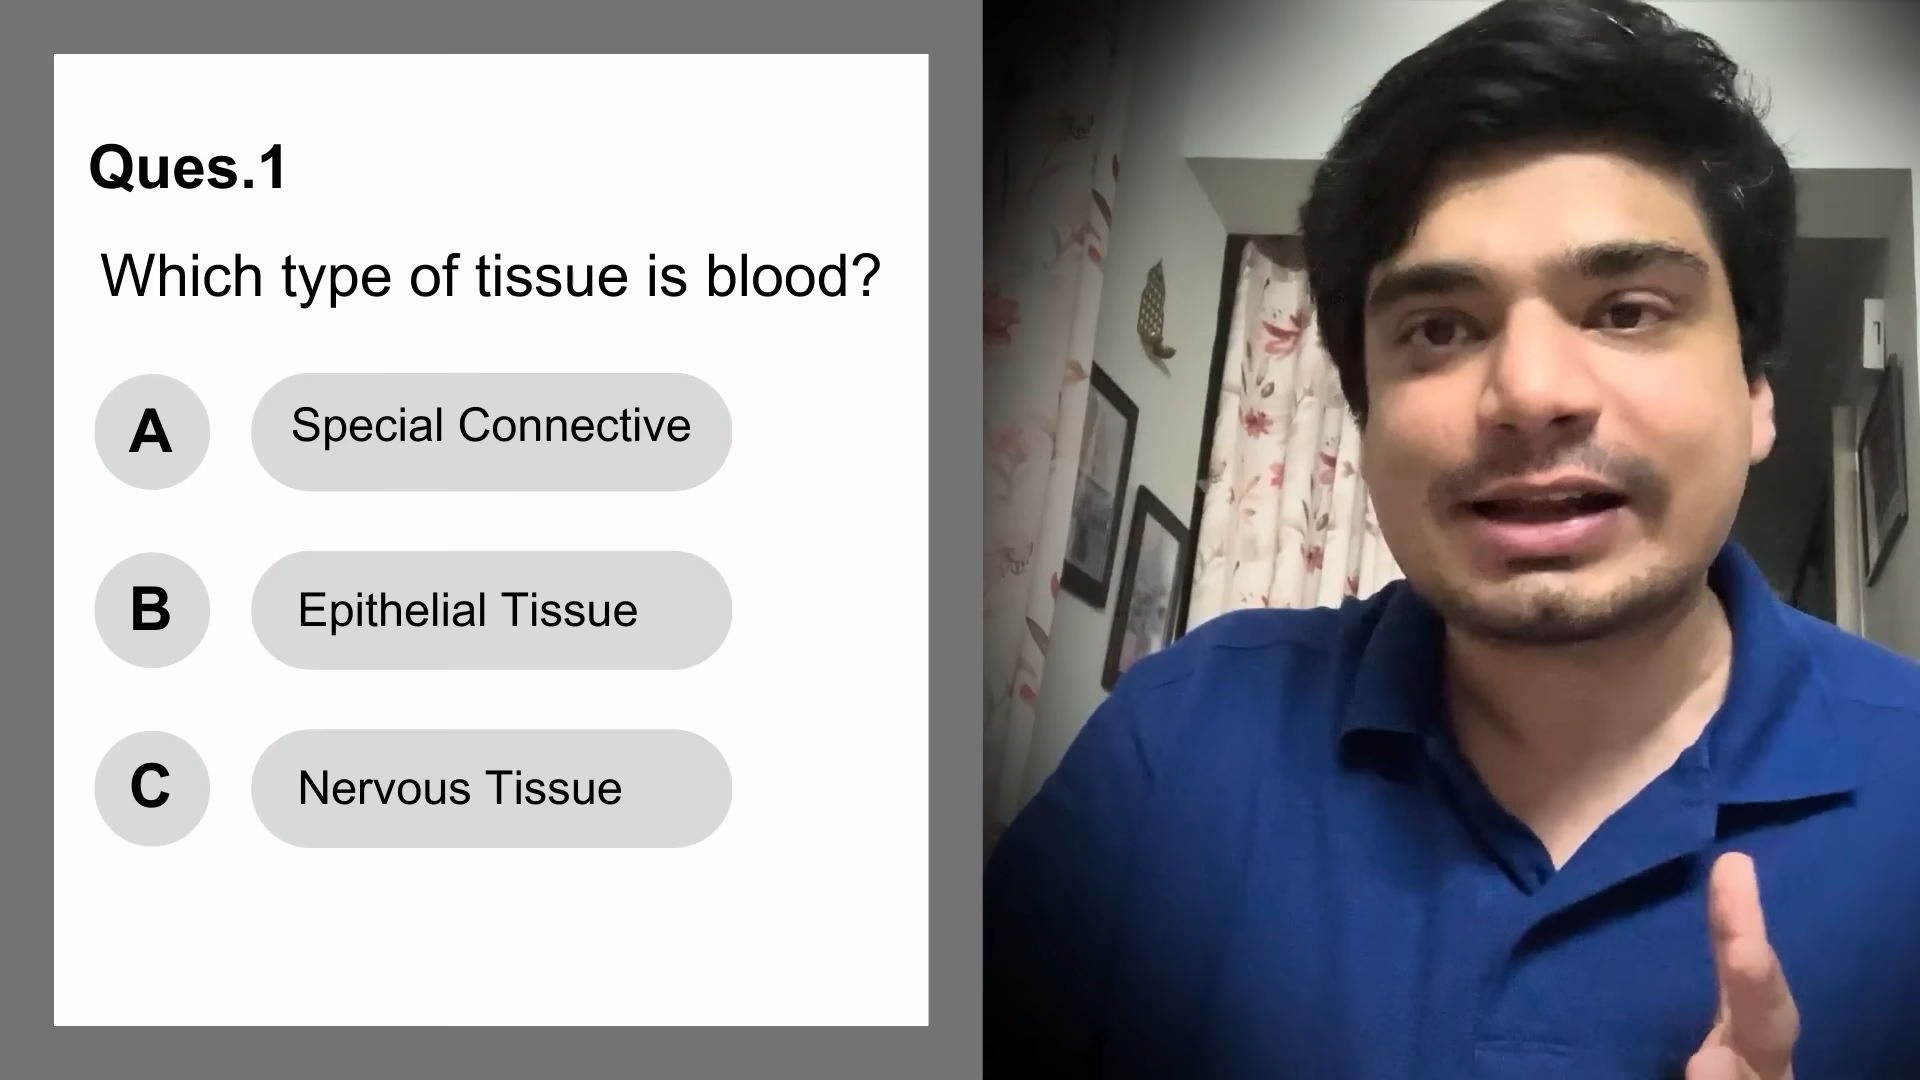 Ques.1
Which type of tissue is blood?
A Special Connective
B Epithelial Tissue
C Nervous Tissue